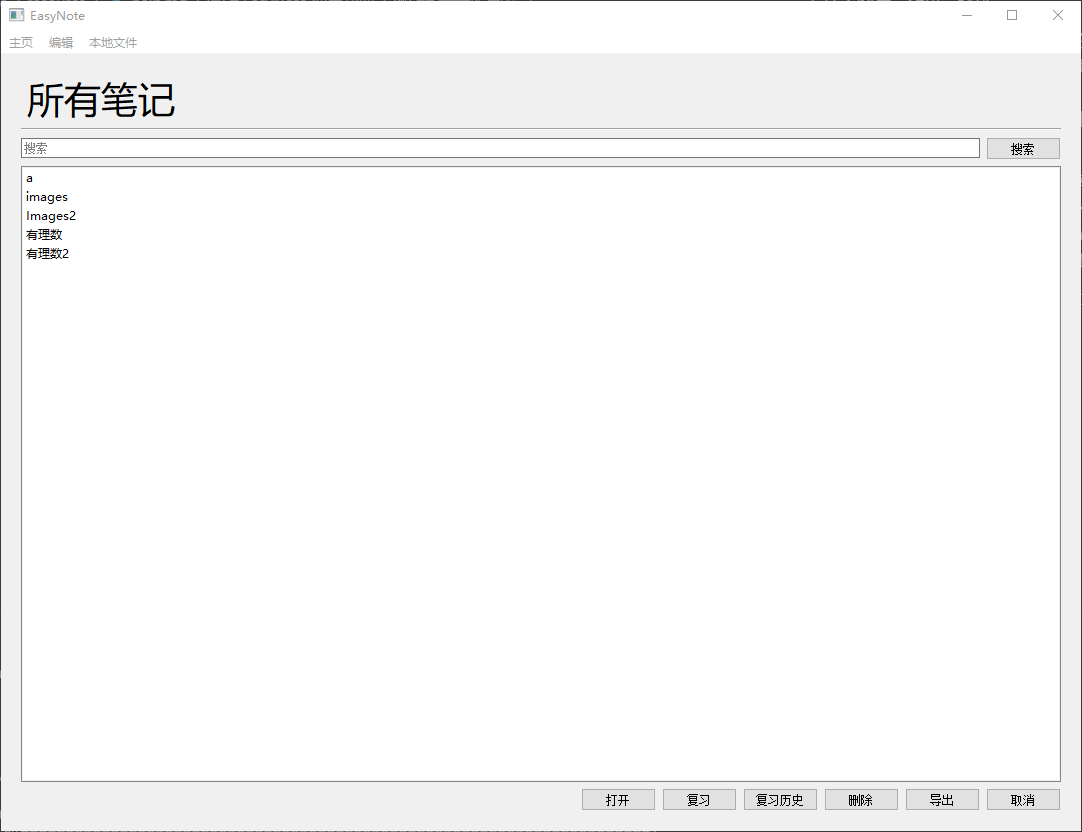 EasyNote
主页 编辑 本地文件
所有笔记
搜索 搜索
a
images
Images2
有理数
有理数2
打开 复习 复习历史 删除 导出 取消